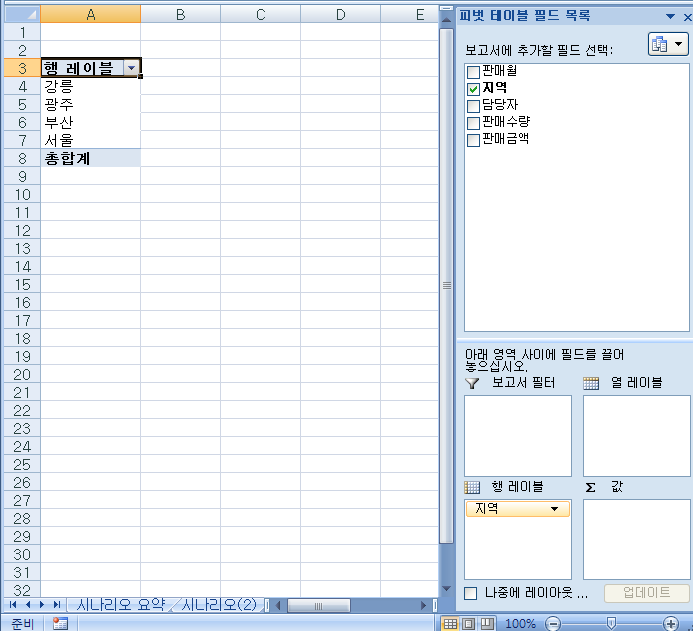 피벗 테이블 필드 목록
A B C D E
보고서에 추가할 필드 선택:
판매월
지역
담당자
판매수량
판매금액
1
2
3 행 레이블
4 강릉
5 광주
6 부산
7 서울
8 총합계
9
10
11
12
13
14
15
16
17
18
19
20
21
22
23
24
25
26
27
28
29
30
31
32
아래 영역 사이에 필드를 끌어
놓으십시오.
보고서 필터 열 레이블
행 레이블 Σ 값
지역
나중에 레이아웃 ... 업데이트
시나리오 요약 시나리오(2)
준비 100%